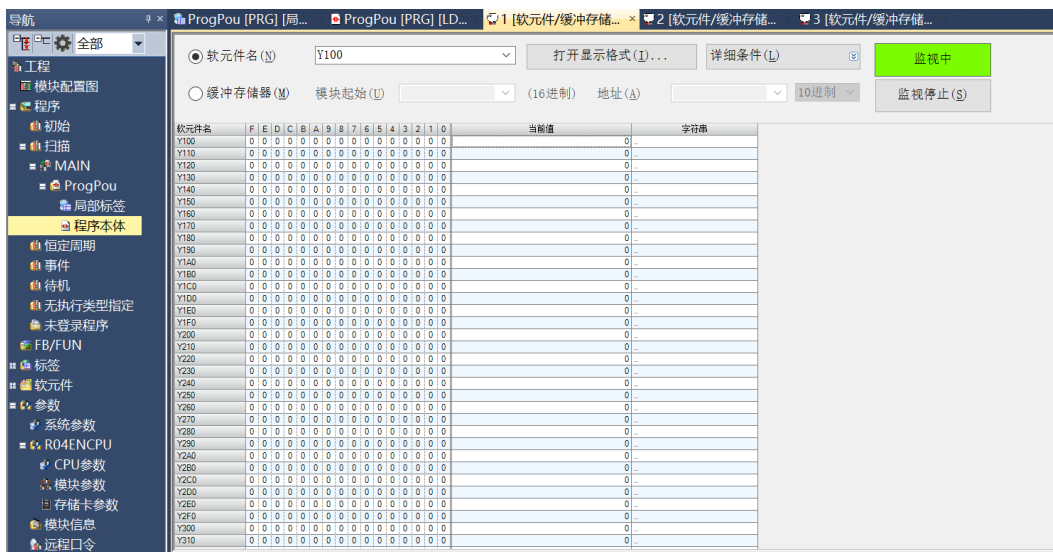 导航
全部
工程
模块配置图
程序
初始
扫描
MAIN
ProgPou
局部标签
程序本体
恒定周期
事件
待机
无执行类型指定
未登录程序
FB/FUN
标签
软元件
参数
系统参数
R04ENCPU
CPU参数
模块参数
存储卡参数
模块信息
远程口令
ProgPou [PRG] [局... ProgPou [PRG] [LD... 1 [软元件/缓冲存储... × 2 [软元件/缓冲存储... 3 [软元件/缓冲存储...
软元件名(N) Y100 打开显示格式(I)... 详细条件(L) 监视中
缓冲存储器(M) 模块起始(U) (16进制) 地址(A) 10进制 监视停止(S)
软元件名 F E D C B A 9 8 7 6 5 4 3 2 1 0 当前值 字符串
Y100 0 0 0 0 0 0 0 0 0 0 0 0 0 0 0 0 0 ..
Y110 0 0 0 0 0 0 0 0 0 0 0 0 0 0 0 0 0 ..
Y120 0 0 0 0 0 0 0 0 0 0 0 0 0 0 0 0 0 ..
Y130 0 0 0 0 0 0 0 0 0 0 0 0 0 0 0 0 0 ..
Y140 0 0 0 0 0 0 0 0 0 0 0 0 0 0 0 0 0 ..
Y150 0 0 0 0 0 0 0 0 0 0 0 0 0 0 0 0 0 ..
Y160 0 0 0 0 0 0 0 0 0 0 0 0 0 0 0 0 0 ..
Y170 0 0 0 0 0 0 0 0 0 0 0 0 0 0 0 0 0 ..
Y180 0 0 0 0 0 0 0 0 0 0 0 0 0 0 0 0 0 ..
Y190 0 0 0 0 0 0 0 0 0 0 0 0 0 0 0 0 0 ..
Y1A0 0 0 0 0 0 0 0 0 0 0 0 0 0 0 0 0 0 ..
Y1B0 0 0 0 0 0 0 0 0 0 0 0 0 0 0 0 0 0 ..
Y1C0 0 0 0 0 0 0 0 0 0 0 0 0 0 0 0 0 0 ..
Y1D0 0 0 0 0 0 0 0 0 0 0 0 0 0 0 0 0 0 ..
Y1E0 0 0 0 0 0 0 0 0 0 0 0 0 0 0 0 0 0 ..
Y1F0 0 0 0 0 0 0 0 0 0 0 0 0 0 0 0 0 0 ..
Y200 0 0 0 0 0 0 0 0 0 0 0 0 0 0 0 0 0 ..
Y210 0 0 0 0 0 0 0 0 0 0 0 0 0 0 0 0 0 ..
Y220 0 0 0 0 0 0 0 0 0 0 0 0 0 0 0 0 0 ..
Y230 0 0 0 0 0 0 0 0 0 0 0 0 0 0 0 0 0 ..
Y240 0 0 0 0 0 0 0 0 0 0 0 0 0 0 0 0 0 ..
Y250 0 0 0 0 0 0 0 0 0 0 0 0 0 0 0 0 0 ..
Y260 0 0 0 0 0 0 0 0 0 0 0 0 0 0 0 0 0 ..
Y270 0 0 0 0 0 0 0 0 0 0 0 0 0 0 0 0 0 ..
Y280 0 0 0 0 0 0 0 0 0 0 0 0 0 0 0 0 0 ..
Y290 0 0 0 0 0 0 0 0 0 0 0 0 0 0 0 0 0 ..
Y2A0 0 0 0 0 0 0 0 0 0 0 0 0 0 0 0 0 0 ..
Y2B0 0 0 0 0 0 0 0 0 0 0 0 0 0 0 0 0 0 ..
Y2C0 0 0 0 0 0 0 0 0 0 0 0 0 0 0 0 0 0 ..
Y2D0 0 0 0 0 0 0 0 0 0 0 0 0 0 0 0 0 0 ..
Y2E0 0 0 0 0 0 0 0 0 0 0 0 0 0 0 0 0 0 ..
Y2F0 0 0 0 0 0 0 0 0 0 0 0 0 0 0 0 0 0 ..
Y300 0 0 0 0 0 0 0 0 0 0 0 0 0 0 0 0 0 ..
Y310 0 0 0 0 0 0 0 0 0 0 0 0 0 0 0 0 0 ..